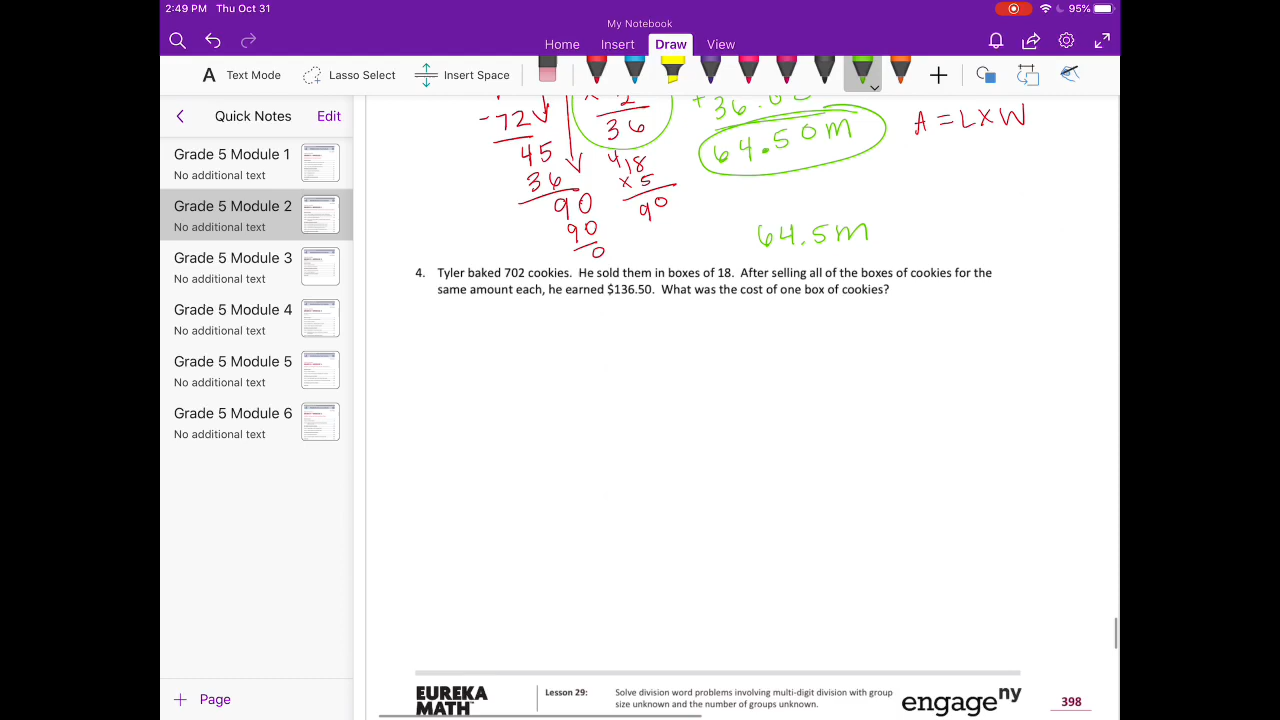 2:49 PM Thu Oct 31
My Notebook
95%
Home Insert Draw View
Text Mode Lasso Select Insert Space
Quick Notes Edit
Grade 5 Module 1
No additional text
Grade 5 Module 2
No additional text
Grade 5 Module 3
No additional text
Grade 5 Module 4
No additional text
Grade 5 Module 5
No additional text
Grade 5 Module 6
No additional text
+ Page
-72
45
36
90
90
0
36
18
x 5
90
+36.0
64.50m
A = L x W
64.5m
4. Tyler baked 702 cookies. He sold them in boxes of 18. After selling all of the boxes of cookies for the
same amount each, he earned $136.50. What was the cost of one box of cookies?
EUREKA
MATH™
Lesson 29:
Solve division word problems involving multi-digit division with group
size unknown and the number of groups unknown.
engageny
398